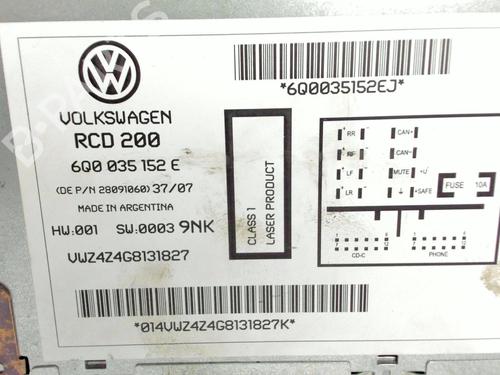 *6Q0035152EJ*
VOLKSWAGEN
RCD 200
6Q0 035 152 E
(DE P/N 28091060) 37/07
MADE IN ARGENTINA
HW:001 SW:0003 9NK
VWZ4Z4G8131827
CLASS 1
LASER PRODUCT
+ RR CAN+
+ RF CAN-
LF MUTE +U
LR +SAFE
FUSE 10A
CD-C PHONE
*014VWZ4Z4G8131827K*